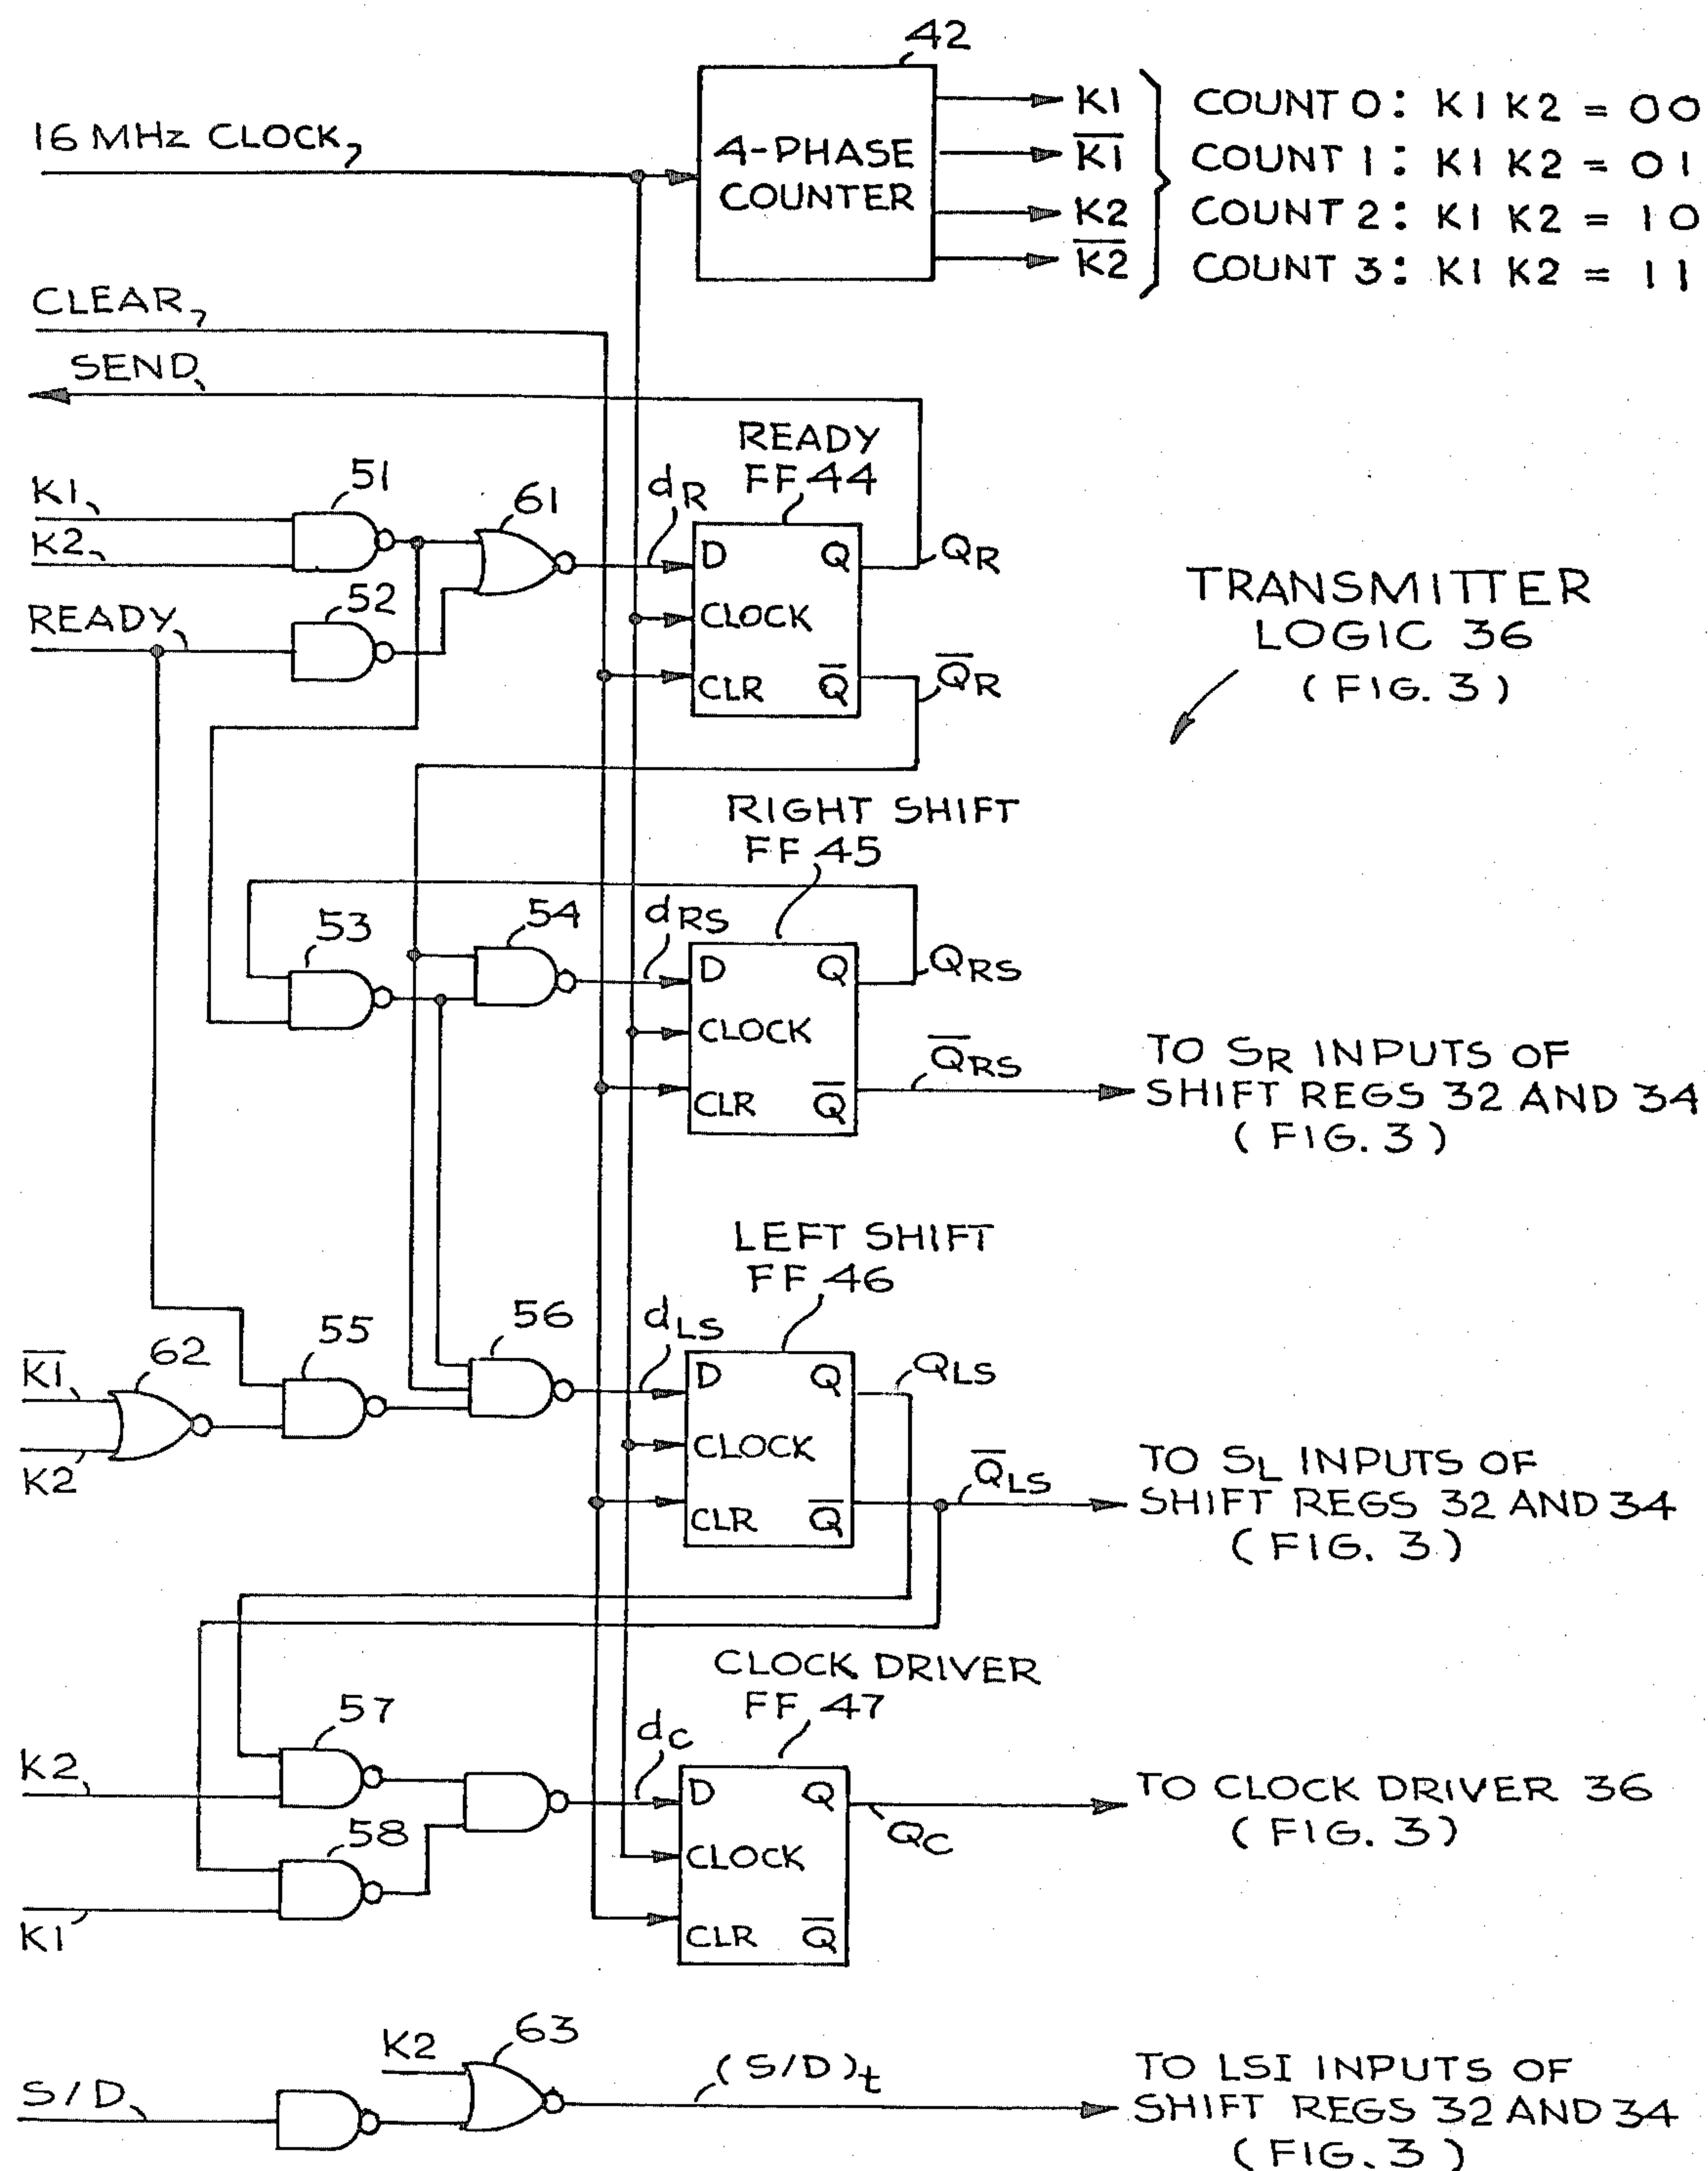 42
16 MHZ CLOCK
4-PHASE
COUNTER
K1
K̅1̅
K2
K̅2̅
COUNT 0: K1 K2 = 00
COUNT 1: K1 K2 = 01
COUNT 2: K1 K2 = 10
COUNT 3: K1 K2 = 11
CLEAR
SEND
READY
FF 44
K1
K2
51
61
dR
D
Q
QR
READY
52
CLOCK
CLR
Q̅
Q̅R
TRANSMITTER
LOGIC 36
(FIG. 3)
RIGHT SHIFT
FF 45
53
54
dRS
D
Q
QRS
CLOCK
Q̅RS
CLR
Q̅
TO SR INPUTS OF
SHIFT REGS 32 AND 34
(FIG. 3)
LEFT SHIFT
FF 46
K̅1̅
62
K2
55
56
dLS
D
Q
QLS
CLOCK
Q̅LS
CLR
Q̅
TO SL INPUTS OF
SHIFT REGS 32 AND 34
(FIG. 3)
CLOCK DRIVER
FF 47
K2
57
58
K1
dC
D
Q
QC
CLOCK
CLR
Q̅
TO CLOCK DRIVER 36
(FIG. 3)
S/D
K2
63
(S/D)t
TO LSI INPUTS OF
SHIFT REGS 32 AND 34
(FIG. 3)